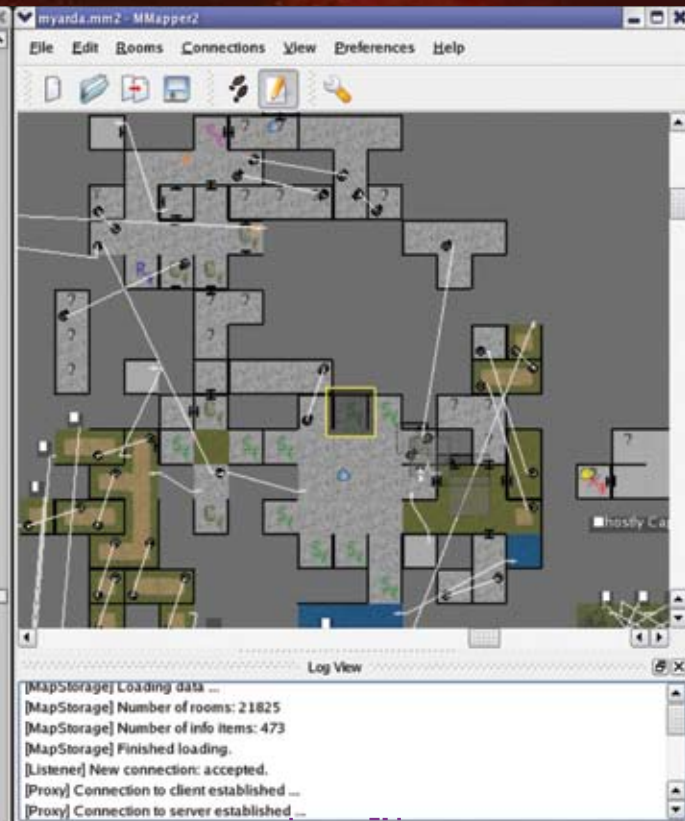 myarda.mm2 - MMapper2
File Edit Rooms Connections View Preferences Help
? ?
?
? ?
C f
R s C f C f
?
?
?
?
?
C f S f S f
? ?
S f S f S f
?
C f S f
hostly Ca
S f S f
S f
Log View
[MapStorage] Loading data ...
[MapStorage] Number of rooms: 21825
[MapStorage] Number of info items: 473
[MapStorage] Finished loading.
[Listener] New connection: accepted.
[Proxy] Connection to client established ...
[Proxy] Connection to server established ...